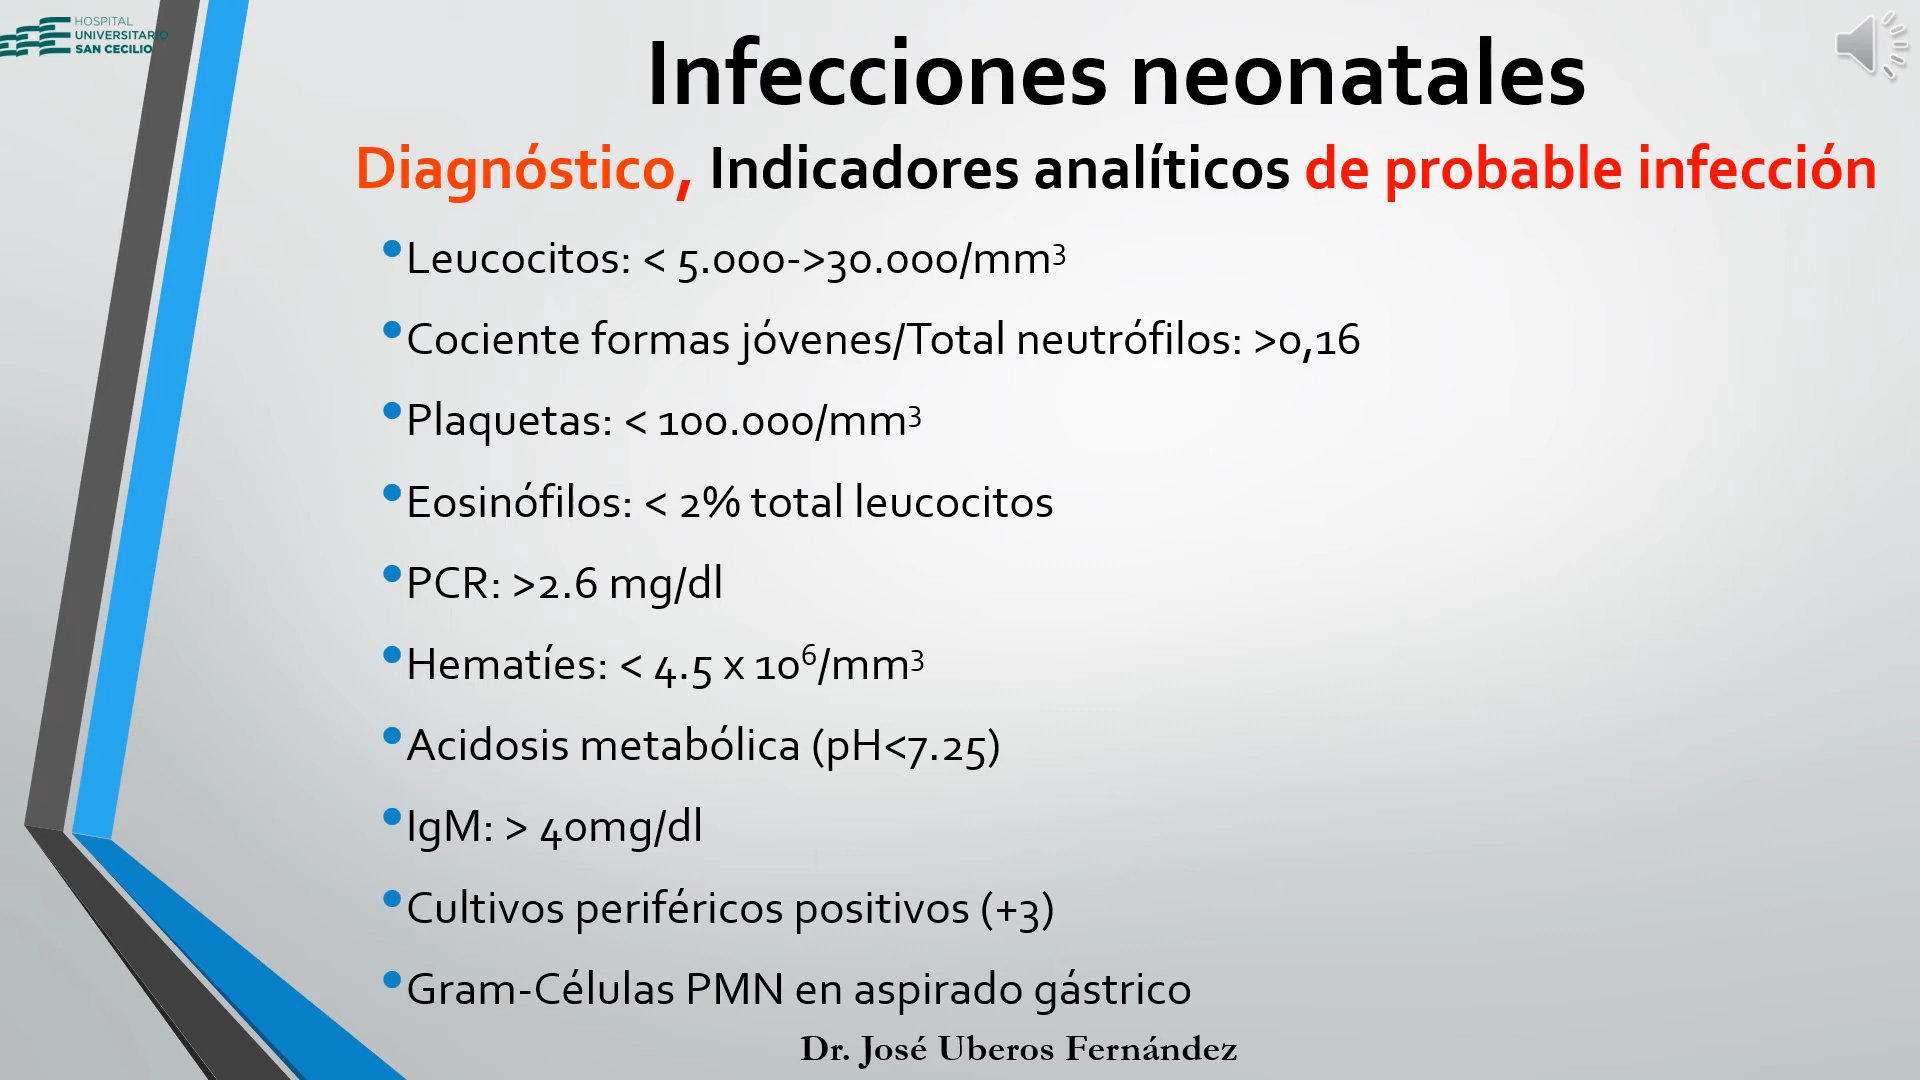 HOSPITAL
UNIVERSITARIO
SAN CECILIO
Infecciones neonatales
Diagnóstico, Indicadores analíticos de probable infección
•Leucocitos: < 5.000->30.000/mm³
•Cociente formas jóvenes/Total neutrófilos: >0,16
•Plaquetas: < 100.000/mm³
•Eosinófilos: < 2% total leucocitos
•PCR: >2.6 mg/dl
•Hematíes: < 4.5 x 10⁶/mm³
•Acidosis metabólica (pH<7.25)
•IgM: > 40mg/dl
•Cultivos periféricos positivos (+3)
•Gram-Células PMN en aspirado gástrico
Dr. José Uberos Fernández